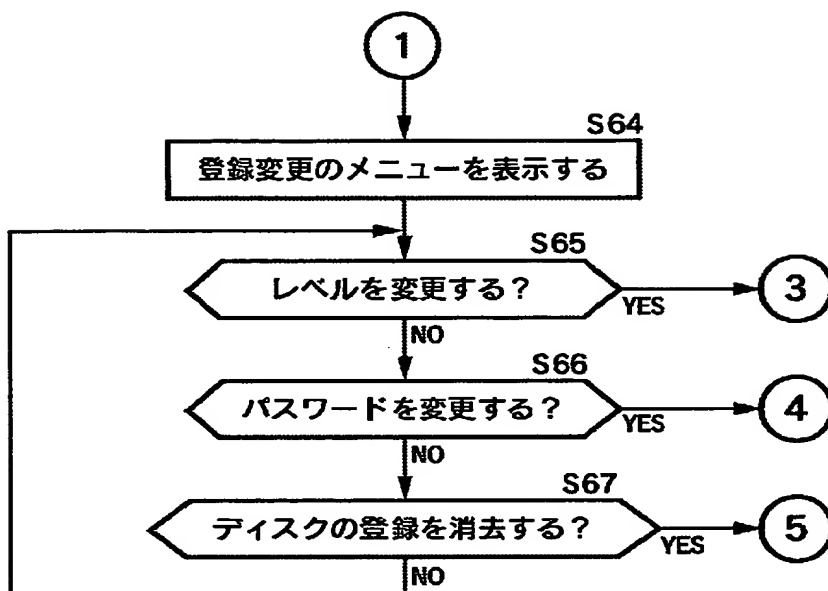 1
S64
登録変更のメニューを表示する
S65
レベルを変更する？
YES
3
NO
S66
パスワードを変更する？
YES
4
NO
S67
ディスクの登録を消去する？
YES
5
NO